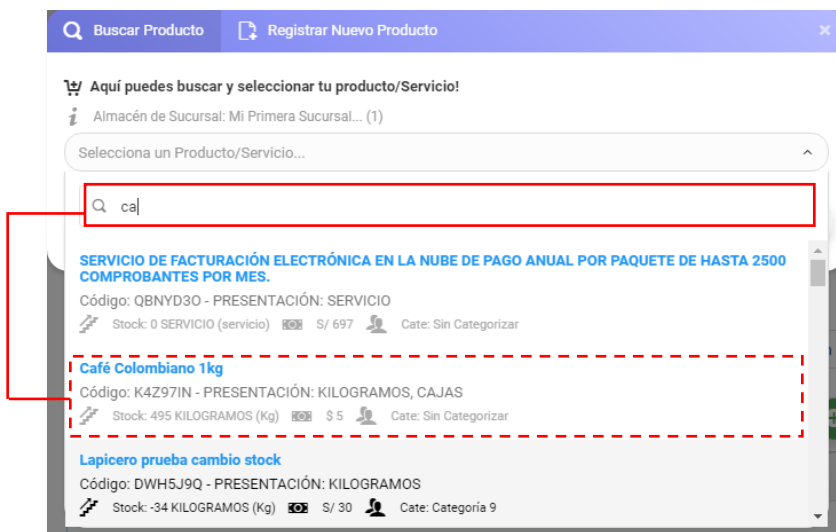 Buscar Producto Registrar Nuevo Producto ×
Aquí puedes buscar y seleccionar tu producto/Servicio!
Almacén de Sucursal: Mi Primera Sucursal... (1)
Selecciona un Producto/Servicio...
ca
SERVICIO DE FACTURACIÓN ELECTRÓNICA EN LA NUBE DE PAGO ANUAL POR PAQUETE DE HASTA 2500
COMPROBANTES POR MES.
Código: QBNYD3O - PRESENTACIÓN: SERVICIO
Stock: 0 SERVICIO (servicio) S/ 697 Cate: Sin Categorizar
Café Colombiano 1kg
Código: K4Z97IN - PRESENTACIÓN: KILOGRAMOS, CAJAS
Stock: 495 KILOGRAMOS (Kg) $ 5 Cate: Sin Categorizar
Lapicero prueba cambio stock
Código: DWH5J9Q - PRESENTACIÓN: KILOGRAMOS
Stock: -34 KILOGRAMOS (Kg) S/ 30 Cate: Categoría 9